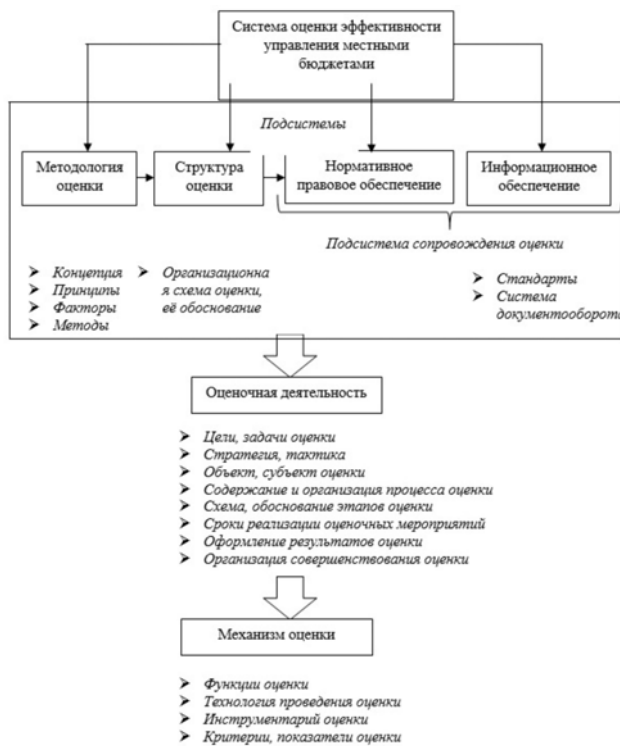 Система оценки эффективности
управления местными
бюджетами
Подсистемы
Методология
оценки
Структура
оценки
Нормативное
правовое обеспечение
Информационное
обеспечение
Подсистема сопровождения оценки
➤ Концепция
➤ Принципы
➤ Факторы
➤ Методы
➤ Организационна
я схема оценки,
её обоснование
➤ Стандарты
➤ Система
документооборота
Оценочная деятельность
➤ Цели, задачи оценки
➤ Стратегия, тактика
➤ Объект, субъект оценки
➤ Содержание и организация процесса оценки
➤ Схема, обоснование этапов оценки
➤ Сроки реализации оценочных мероприятий
➤ Оформление результатов оценки
➤ Организация совершенствования оценки
Механизм оценки
➤ Функции оценки
➤ Технология проведения оценки
➤ Инструментарий оценки
➤ Критерии, показатели оценки